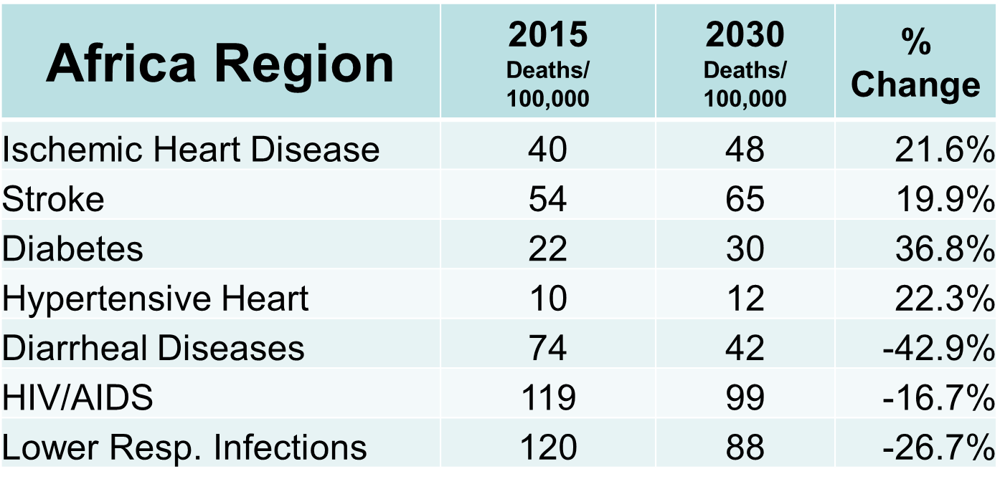 Africa Region 2015 Deaths/ 100,000 2030 Deaths/ 100,000 % Change
Ischemic Heart Disease 40 48 21.6%
Stroke 54 65 19.9%
Diabetes 22 30 36.8%
Hypertensive Heart 10 12 22.3%
Diarrheal Diseases 74 42 -42.9%
HIV/AIDS 119 99 -16.7%
Lower Resp. Infections 120 88 -26.7%